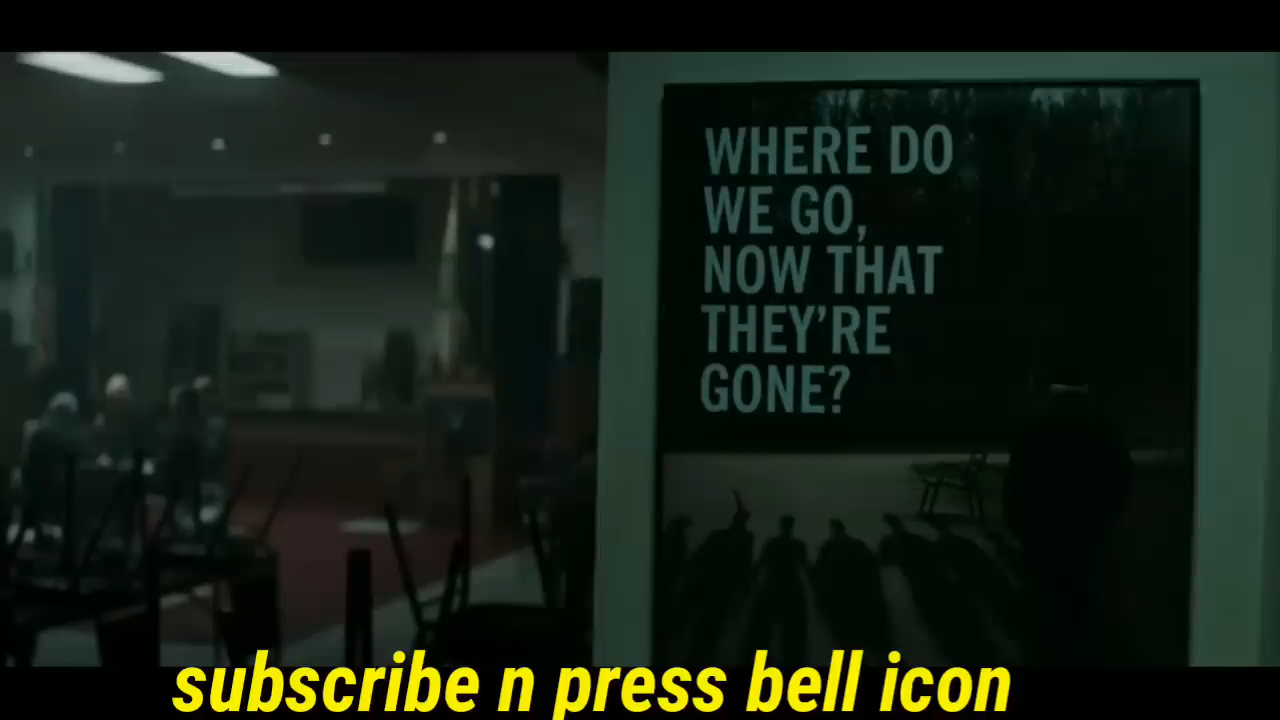 WHERE DO
WE GO,
NOW THAT
THEY'RE
GONE?
subscribe n press bell icon